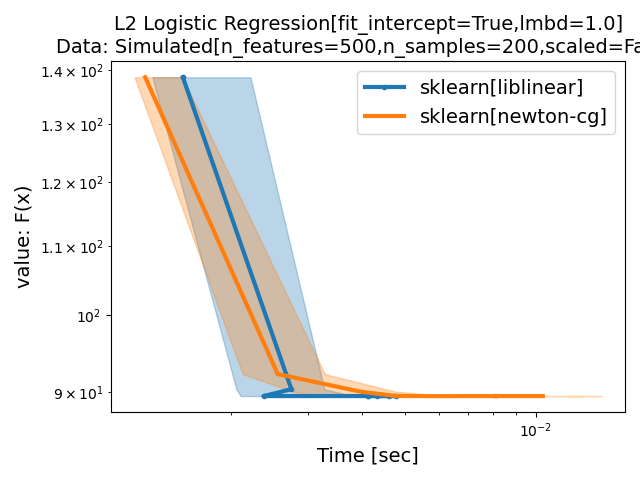 L2 Logistic Regression[fit_intercept=True,lmbd=1.0]
Data: Simulated[n_features=500,n_samples=200,scaled=Fa
sklearn[liblinear]
sklearn[newton-cg]
value: F(x)
1.4 × 10²
1.3 × 10²
1.2 × 10²
1.1 × 10²
10²
9 × 10¹
10⁻²
Time [sec]